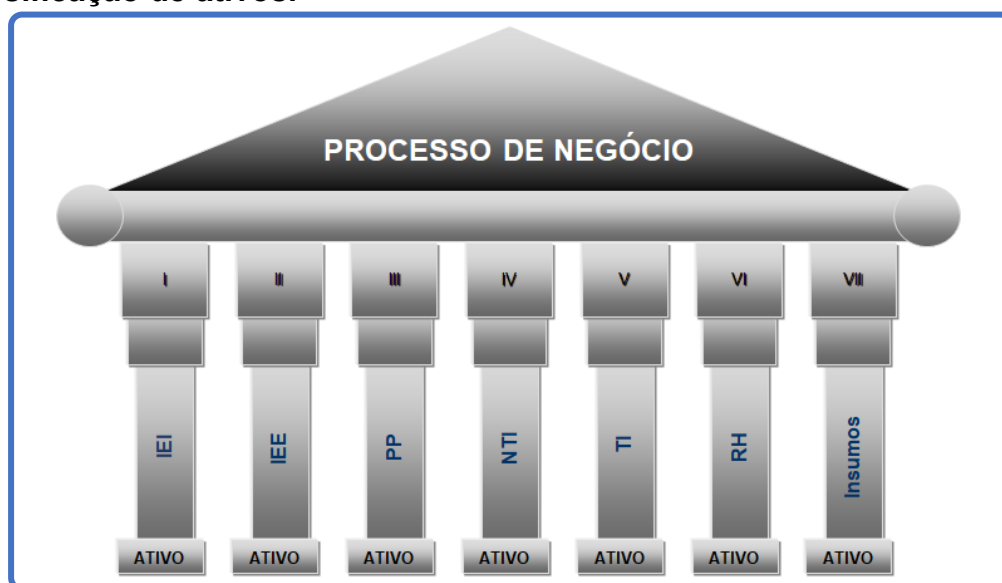 PROCESSO DE NEGÓCIO
I II III IV V VI VII
IEI IEE PP NTI TI RH Insumos
ATIVO ATIVO ATIVO ATIVO ATIVO ATIVO ATIVO